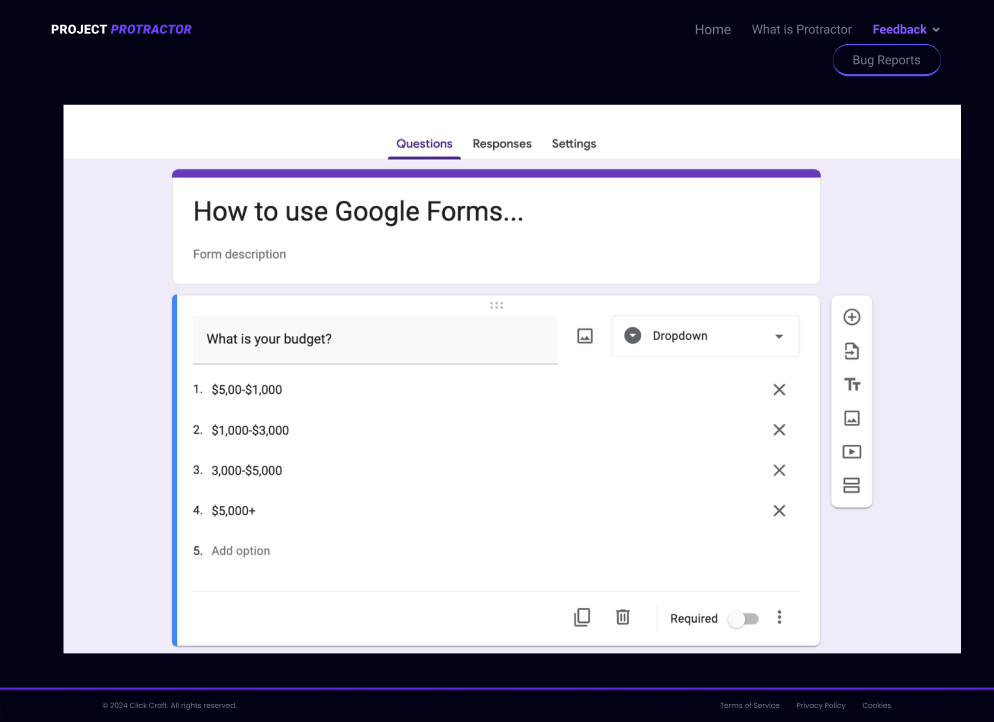 PROJECT PROTRACTOR
Home What is Protractor Feedback
Bug Reports
Questions Responses Settings
How to use Google Forms...
Form description
What is your budget? Dropdown
1. $5,00-$1,000
2. $1,000-$3,000
3. 3,000-$5,000
4. $5,000+
5. Add option
Required
Tт
© 2024 Click Craft. All rights reserved. Terms of Service Privacy Policy Cookies